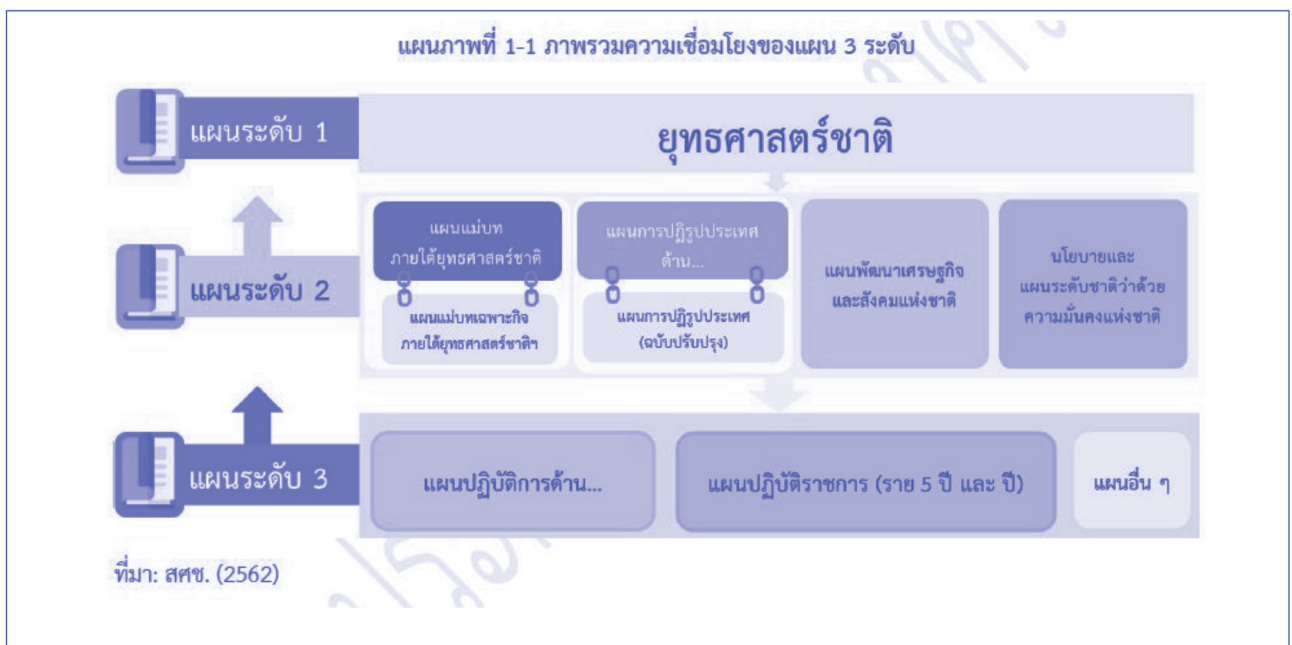 แผนภาพที่ 1-1 ภาพรวมความเชื่อมโยงของแผน 3 ระดับ
แผนระดับ 1
ยุทธศาสตร์ชาติ
แผนระดับ 2
แผนแม่บท
ภายใต้ยุทธศาสตร์ชาติ
แผนแม่บทเฉพาะกิจ
ภายใต้ยุทธศาสตร์ชาติฯ
แผนการปฏิรูปประเทศ
ด้าน...
แผนการปฏิรูปประเทศ
(ฉบับปรับปรุง)
แผนพัฒนาเศรษฐกิจ
และสังคมแห่งชาติ
นโยบายและ
แผนระดับชาติว่าด้วย
ความมั่นคงแห่งชาติ
แผนระดับ 3
แผนปฏิบัติการด้าน...
แผนปฏิบัติราชการ (ราย 5 ปี และ ปี)
แผนอื่น ๆ
ที่มา: สศช. (2562)